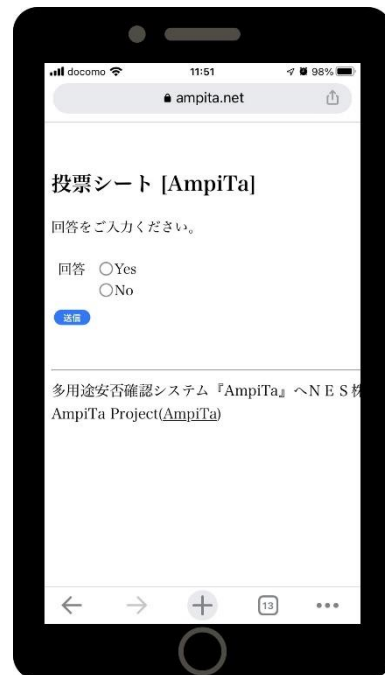 docomo 11:51 98%
ampita.net
投票シート [AmpiTa]
回答をご入力ください。
回答 Yes
No
送信
多用途安否確認システム『AmpiTa』へＮＥＳ株
AmpiTa Project(AmpiTa)
13